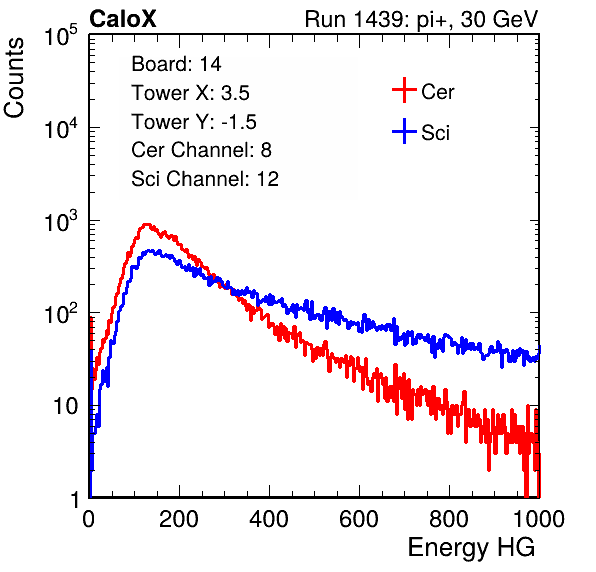 CaloX Run 1439: pi+, 30 GeV
Counts
Board: 14
Tower X: 3.5
Tower Y: -1.5
Cer Channel: 8
Sci Channel: 12
Cer
Sci
10^5
10^4
10^3
10^2
10
1
0 200 400 600 800 1000
Energy HG